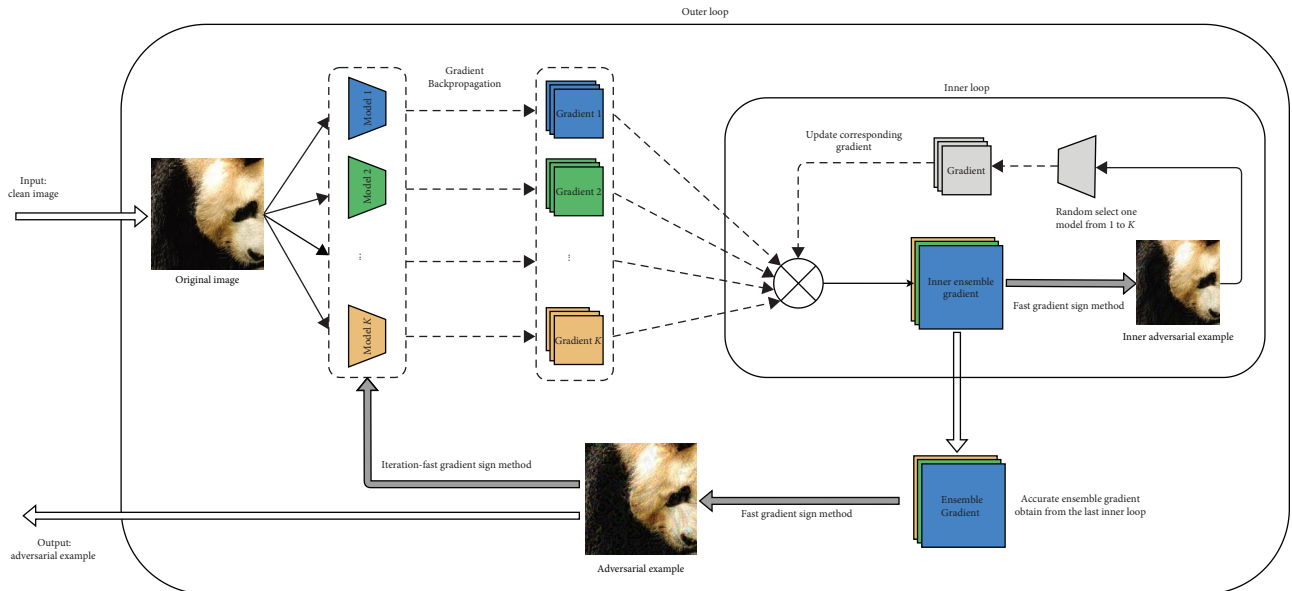 Outer loop
Gradient
Backpropagation
Model 1
Gradient 1
Inner loop
Update corresponding
gradient
Gradient
Random select one
model from 1 to K
Input:
clean image
Original image
Model 2
Gradient 2
...
...
Model K
Gradient K
Inner ensemble
gradient
Fast gradient sign method
Inner adversarial example
Iteration-fast gradient sign method
Adversarial example
Fast gradient sign method
Ensemble
Gradient
Accurate ensemble gradient
obtain from the last inner loop
Output:
adversarial example